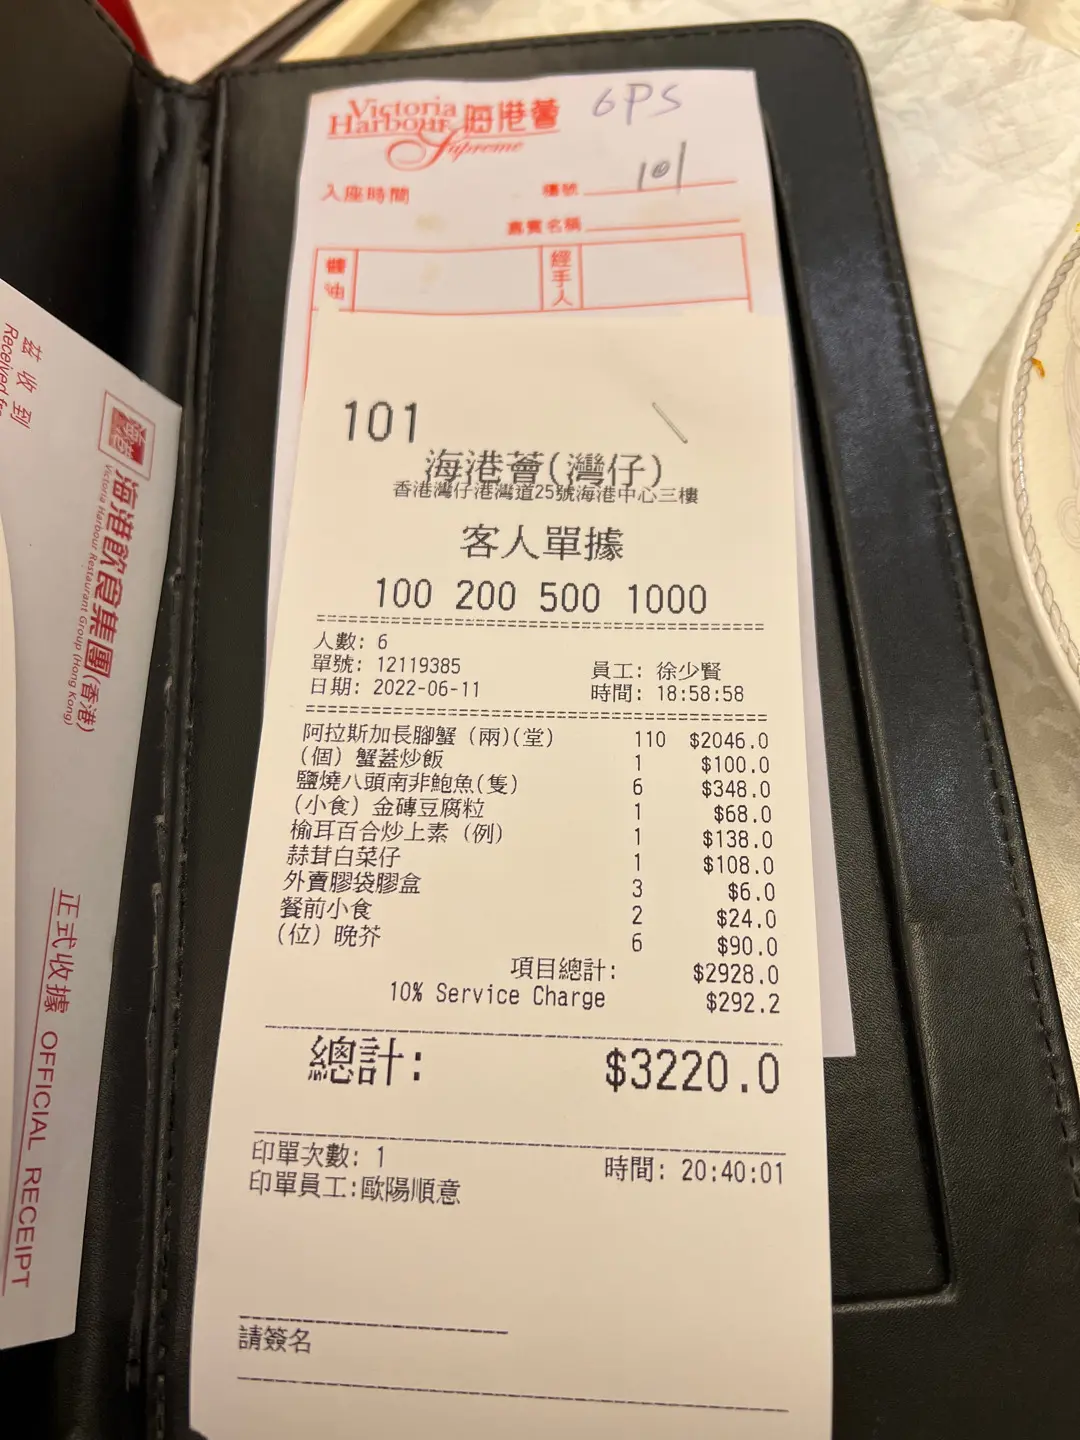 Victoria
Harbour 海港薈
Supreme
6PS
入座時間
檯號 101
貴賓名稱
醬油
經手人
101
海港薈(灣仔)
香港灣仔港灣道25號海港中心三樓
客人單據
100 200 500 1000
人數: 6
單號: 12119385 員工: 徐少賢
日期: 2022-06-11 時間: 18:58:58
阿拉斯加長腳蟹 (兩)(堂) 110 $2046.0
(個) 蟹蓋炒飯 1 $100.0
鹽燒八頭南非鮑魚(隻) 6 $348.0
(小食) 金磚豆腐粒 1 $68.0
榆耳百合炒上素 (例) 1 $138.0
蒜茸白菜仔 1 $108.0
外賣膠袋膠盒 3 $6.0
餐前小食 2 $24.0
(位) 晚芥 6 $90.0
項目總計: $2928.0
10% Service Charge $292.2
總計: $3220.0
印單次數: 1 時間: 20:40:01
印單員工:歐陽順意
請簽名
茲收到
Received
海港飲食集團(香港)
Victoria Harbour Restaurant Group (Hong Kong)
正式收據 OFFICIAL RECEIPT